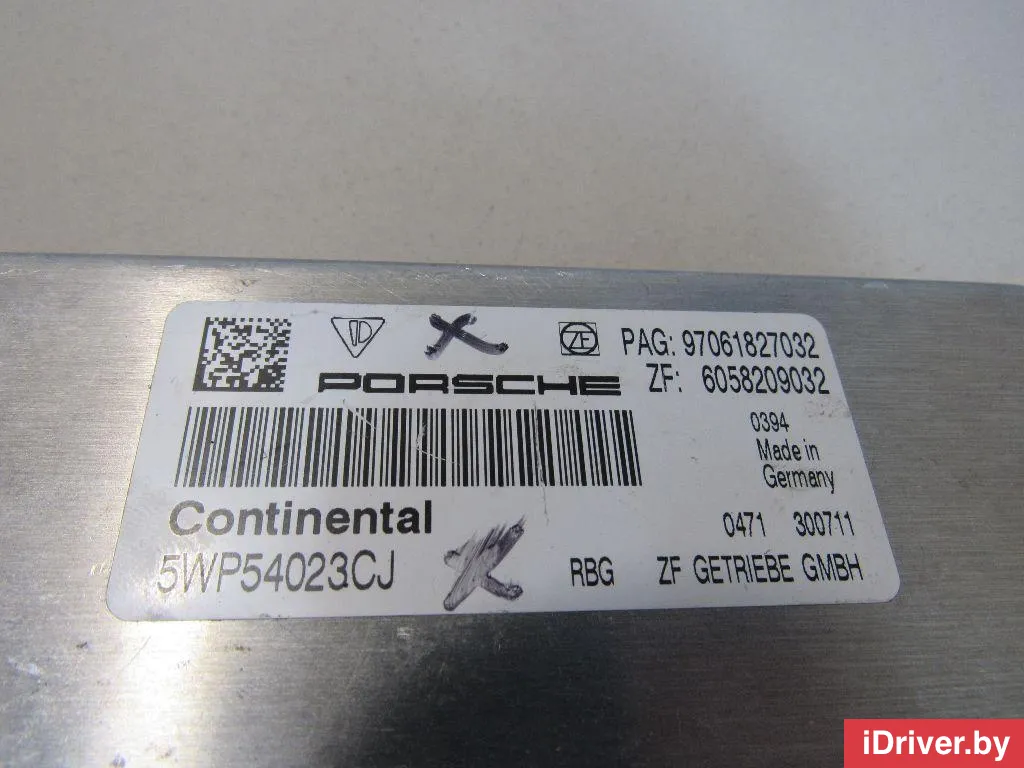 PAG: 97061827032
PORSCHE
ZF: 6058209032
0394
Made in
Germany
Continental
0471 300711
5WP54023CJ
RBG ZF GETRIEBE GMBH
iDriver.by